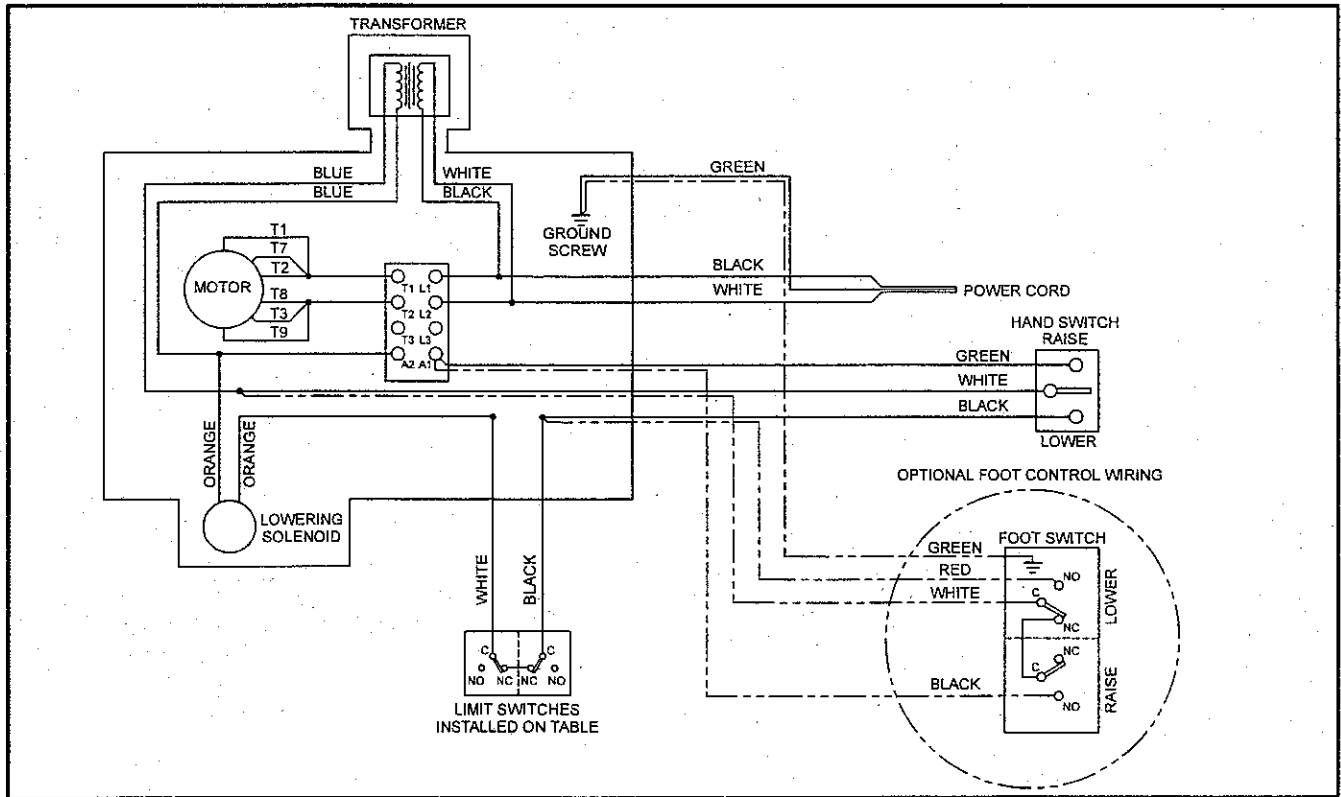 TRANSFORMER
BLUE
WHITE
BLUE
BLACK
GREEN
GROUND
SCREW
T1
T7
T2
MOTOR
T8
T3
T9
T1 L1
T2 L2
T3 L3
A2 A1
BLACK
WHITE
POWER CORD
HAND SWITCH
RAISE
GREEN
WHITE
BLACK
LOWER
ORANGE
ORANGE
LOWERING
SOLENOID
WHITE
BLACK
C
C
NO
NC
NC
NO
LIMIT SWITCHES
INSTALLED ON TABLE
OPTIONAL FOOT CONTROL WIRING
FOOT SWITCH
GREEN
RED
NO
WHITE
C
NC
LOWER
NC
C
BLACK
NO
RAISE